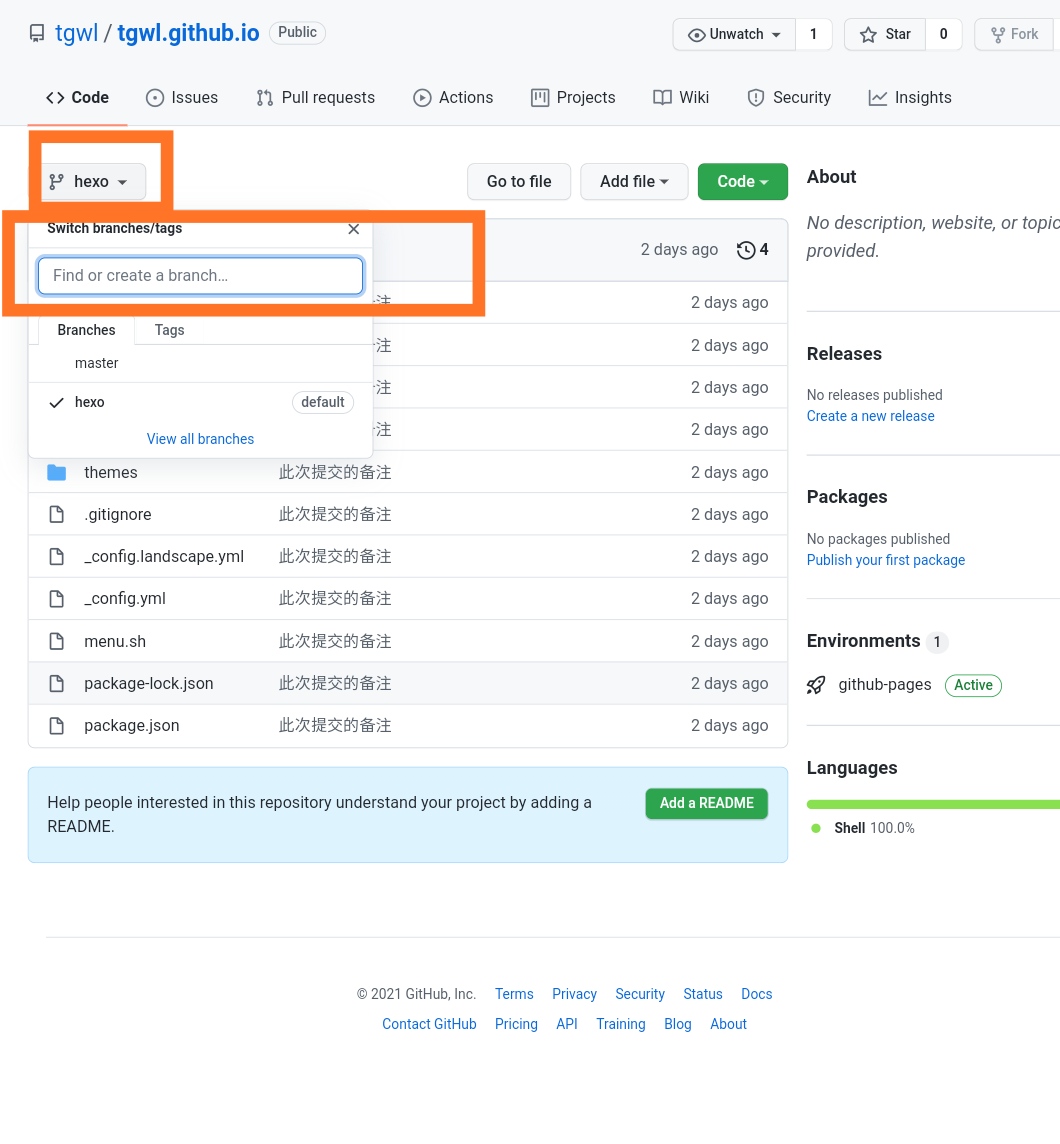 tgwl / tgwl.github.io Public
Unwatch 1 Star 0 Fork
Code Issues Pull requests Actions Projects Wiki Security Insights
hexo Go to file Add file Code
Switch branches/tags
Find or create a branch...
Branches Tags
master
hexo default
View all branches
2 days ago 4
注 2 days ago
注 2 days ago
注 2 days ago
注 2 days ago
themes 此次提交的备注 2 days ago
.gitignore 此次提交的备注 2 days ago
_config.landscape.yml 此次提交的备注 2 days ago
_config.yml 此次提交的备注 2 days ago
menu.sh 此次提交的备注 2 days ago
package-lock.json 此次提交的备注 2 days ago
package.json 此次提交的备注 2 days ago
Help people interested in this repository understand your project by adding a
README.
Add a README
About
No description, website, or topic
provided.
Releases
No releases published
Create a new release
Packages
No packages published
Publish your first package
Environments 1
github-pages Active
Languages
Shell 100.0%
© 2021 GitHub, Inc. Terms Privacy Security Status Docs
Contact GitHub Pricing API Training Blog About